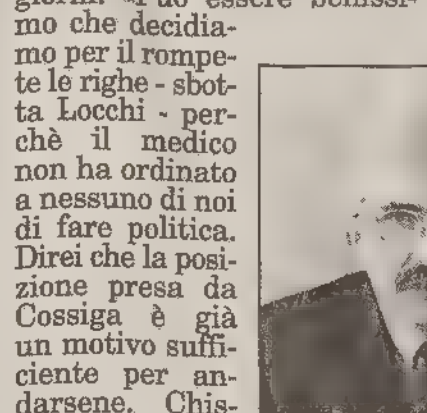 essere
mo che decidia-
mo per il rompe-
te le righe - sbot-
ta Locchi - per-
chè il medico
non ha ordinato
a nessuno di noi
di fare politica.
Direi che la posi-
zione presa da
Cossiga è già
un motivo suffi-
ciente per an-
darsene. Chis-